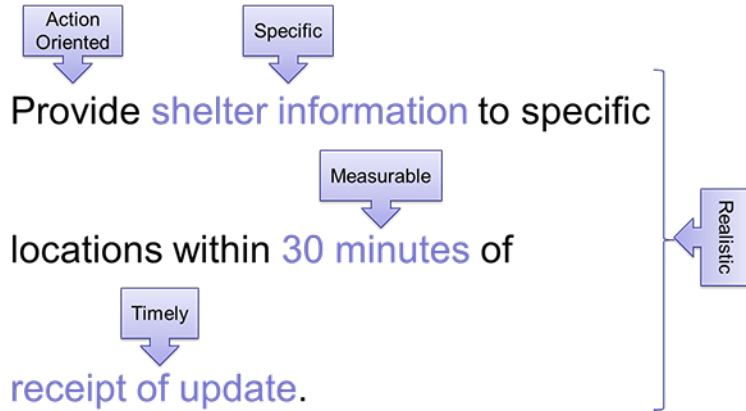 Action
Oriented
Specific
Provide shelter information to specific
Measurable
Realistic
locations within 30 minutes of
Timely
receipt of update.